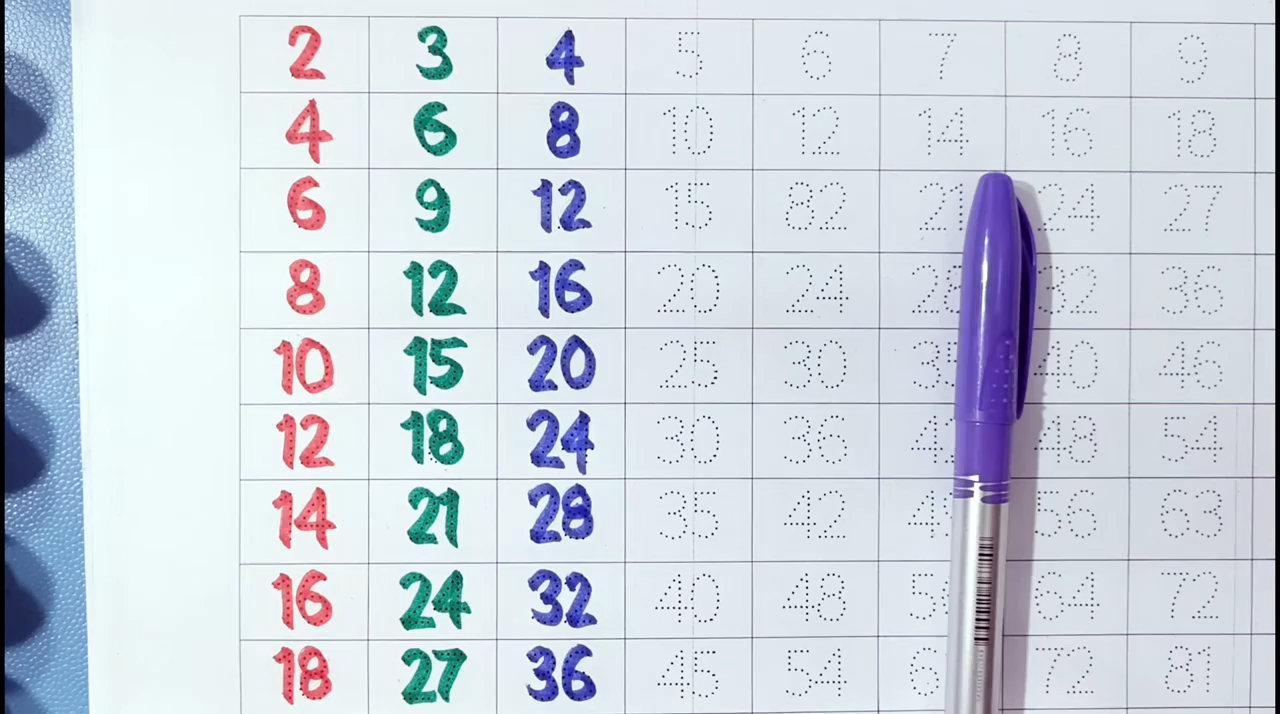 2 3 4 5 6 7 8 9
4 6 8 10 12 14 16 18
6 9 12 15 82 21 24 27
8 12 16 20 24 28 32 36
10 15 20 25 30 35 40 46
12 18 24 30 36 48 54
14 21 28 35 42 56 63
16 24 32 40 48 64 72
18 27 36 45 54 72 81